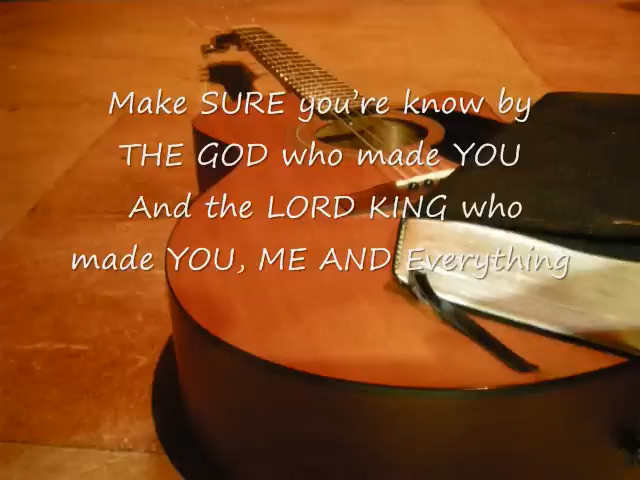 Make SURE you’re know by
THE GOD who made YOU
And the LORD KING who
made YOU, ME AND Everything